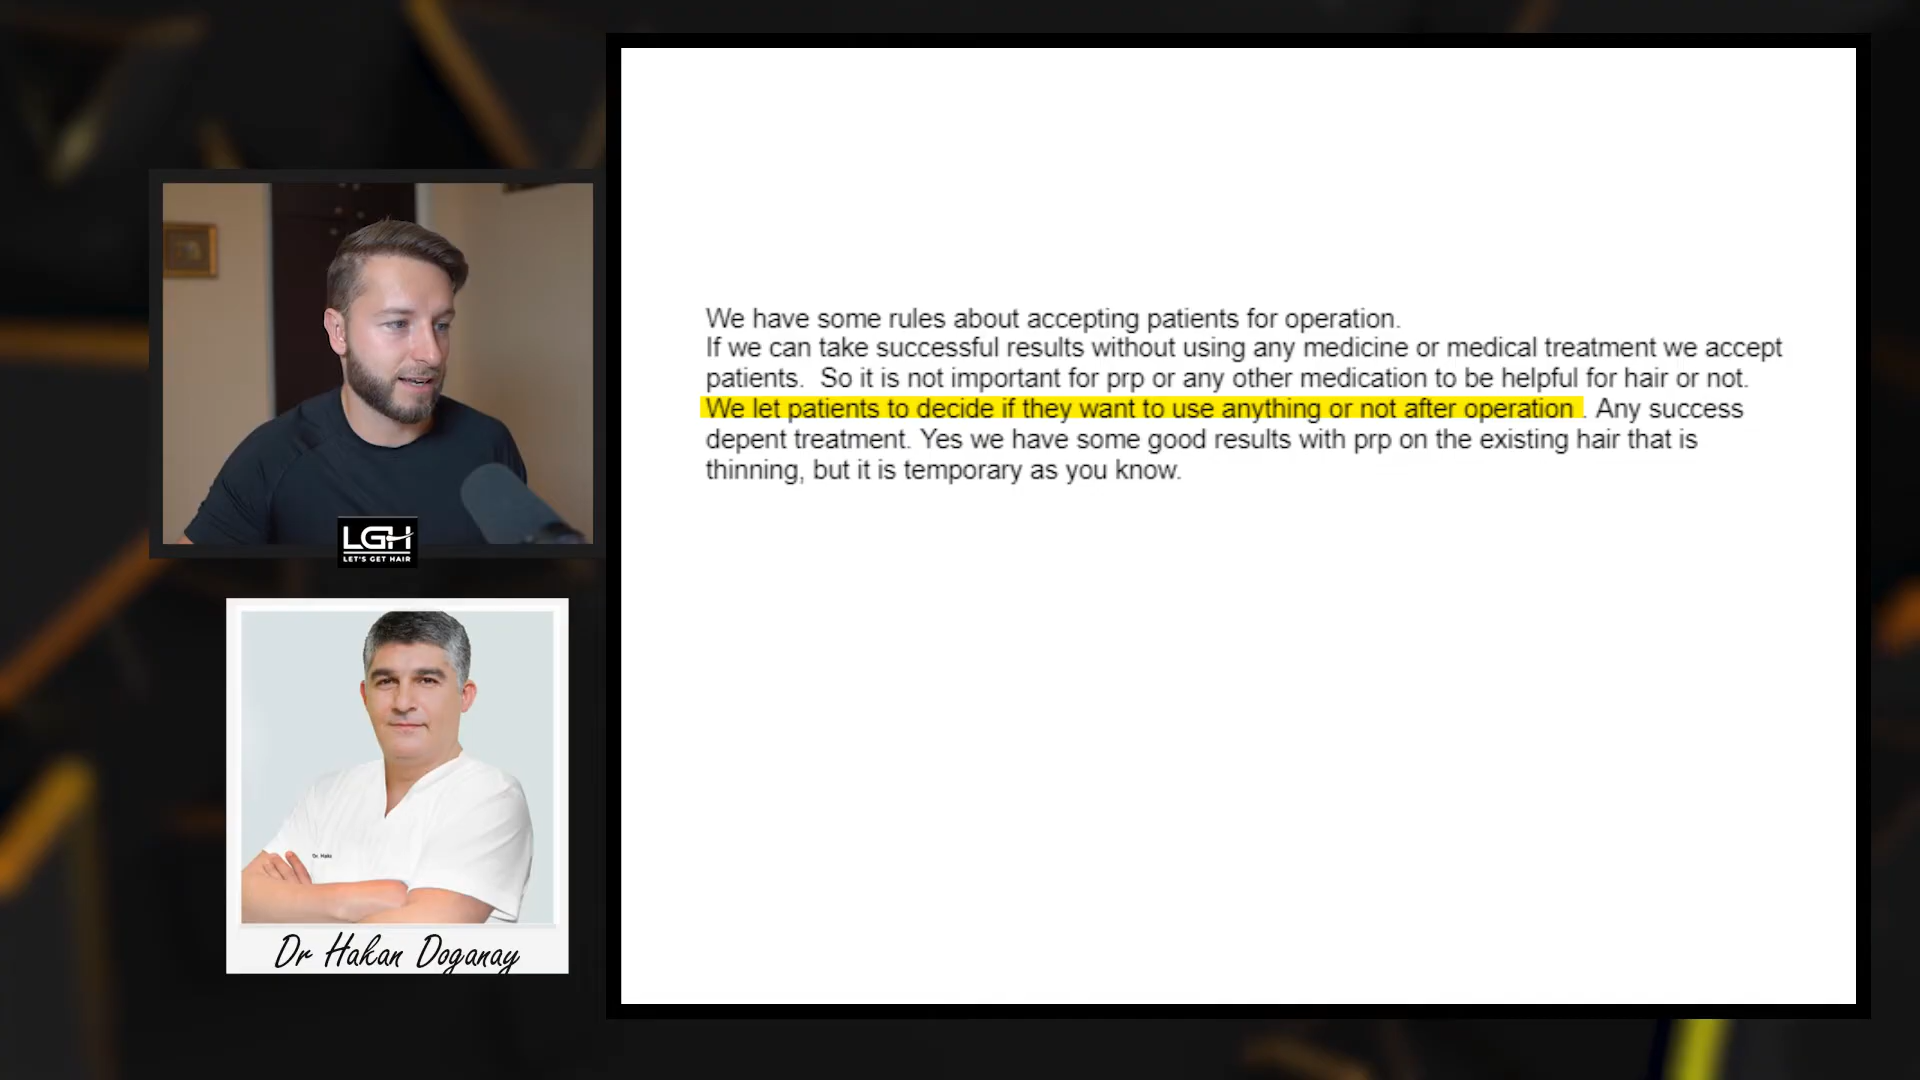 We have some rules about accepting patients for operation.
If we can take successful results without using any medicine or medical treatment we accept
patients.  So it is not important for prp or any other medication to be helpful for hair or not.
We let patients to decide if they want to use anything or not after operation . Any success
depent treatment. Yes we have some good results with prp on the existing hair that is
thinning, but it is temporary as you know.
LGH
LET'S GET HAIR
Dr. Haka
Dr Hakan Doganay